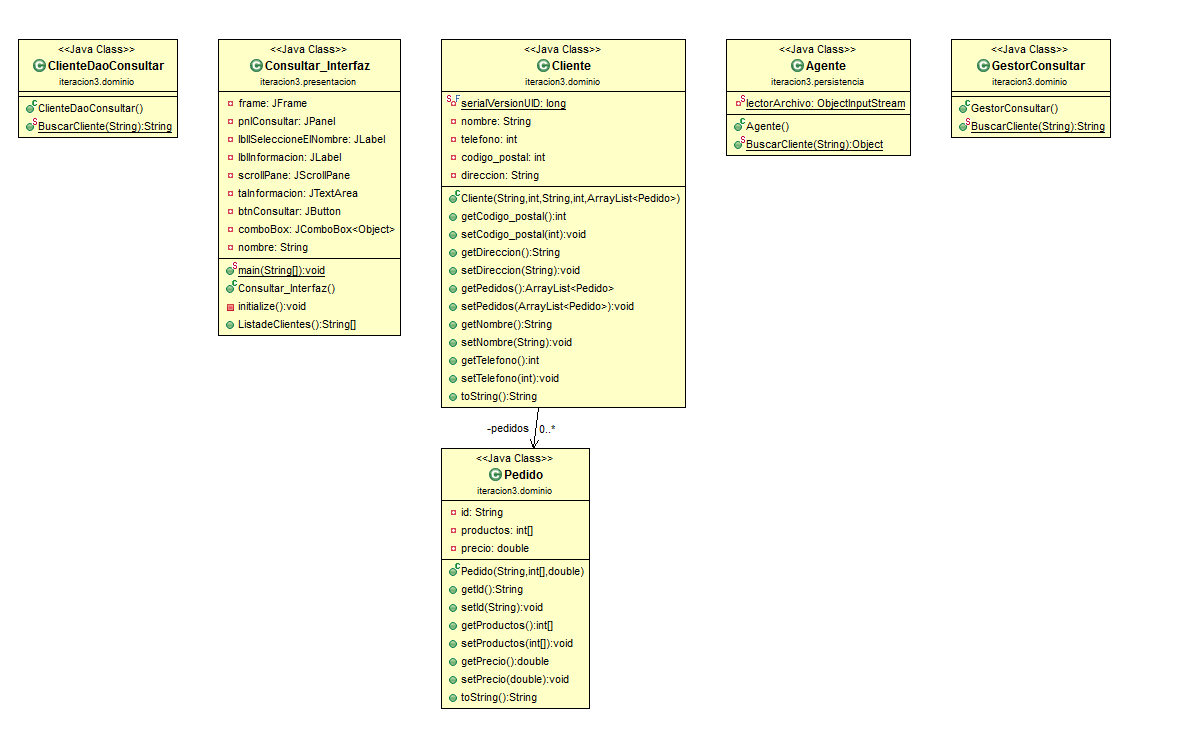 <<Java Class>>
ClienteDaoConsultar
iteracion3.dominio
ClienteDaoConsultar()
BuscarCliente(String):String
<<Java Class>>
Consultar_Interfaz
iteracion3.presentacion
frame: JFrame
pnlConsultar: JPanel
lbllSeleccioneElNombre: JLabel
lblInformacion: JLabel
scrollPane: JScrollPane
taInformacion: JTextArea
btnConsultar: JButton
comboBox: JComboBox<Object>
nombre: String
main(String[]):void
Consultar_Interfaz()
initialize():void
ListadeClientes():String[]
<<Java Class>>
Cliente
iteracion3.dominio
serialVersionUID: long
nombre: String
telefono: int
codigo_postal: int
direccion: String
Cliente(String,int,String,int,ArrayList<Pedido>)
getCodigo_postal():int
setCodigo_postal(int):void
getDireccion():String
setDireccion(String):void
getPedidos():ArrayList<Pedido>
setPedidos(ArrayList<Pedido>):void
getNombre():String
setNombre(String):void
getTelefono():int
setTelefono(int):void
toString():String
-pedidos 0..*
<<Java Class>>
Pedido
iteracion3.dominio
id: String
productos: int[]
precio: double
Pedido(String,int[],double)
getId():String
setId(String):void
getProductos():int[]
setProductos(int[]):void
getPrecio():double
setPrecio(double):void
toString():String
<<Java Class>>
Agente
iteracion3.persistencia
lectorArchivo: ObjectInputStream
Agente()
BuscarCliente(String):Object
<<Java Class>>
GestorConsultar
iteracion3.dominio
GestorConsultar()
BuscarCliente(String):String